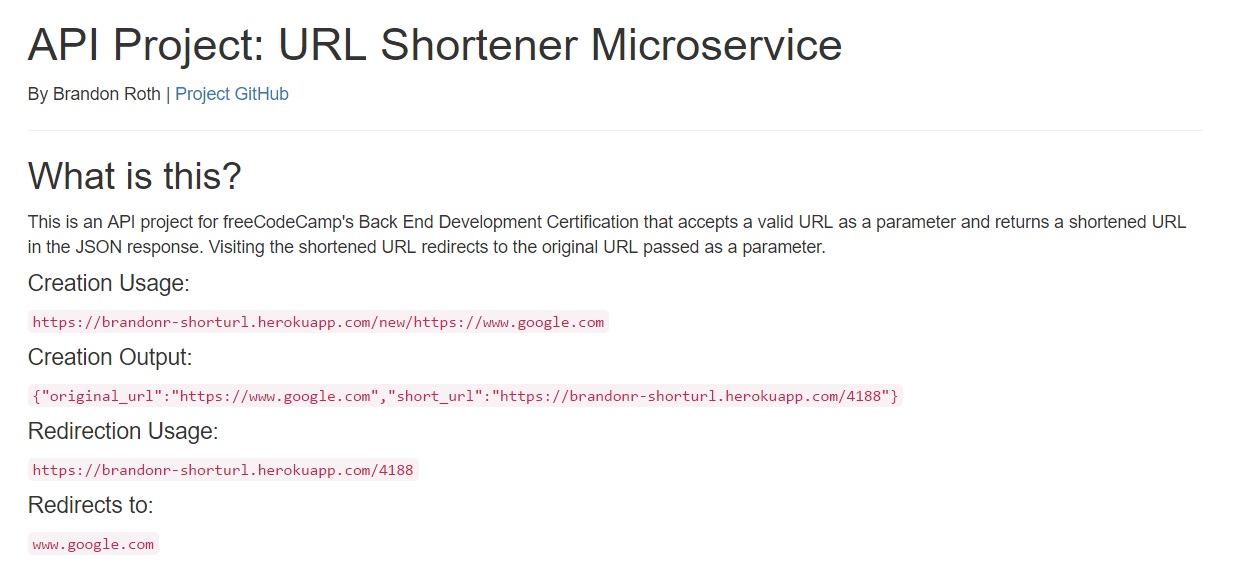 API Project: URL Shortener Microservice
By Brandon Roth | Project GitHub
What is this?
This is an API project for freeCodeCamp's Back End Development Certification that accepts a valid URL as a parameter and returns a shortened URL
in the JSON response. Visiting the shortened URL redirects to the original URL passed as a parameter.
Creation Usage:
https://brandonr-shorturl.herokuapp.com/new/https://www.google.com
Creation Output:
{"original_url":"https://www.google.com","short_url":"https://brandonr-shorturl.herokuapp.com/4188"}
Redirection Usage:
https://brandonr-shorturl.herokuapp.com/4188
Redirects to:
www.google.com